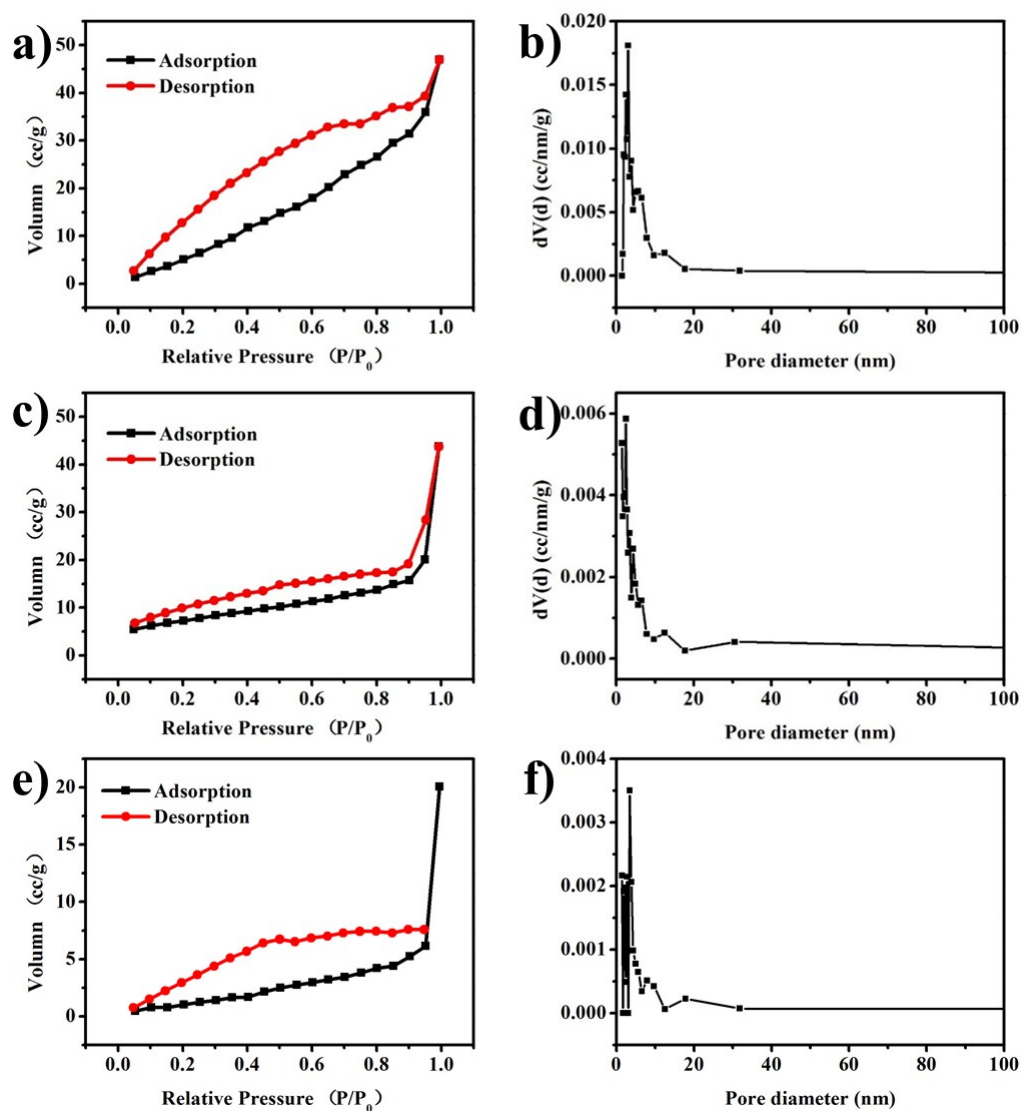 a)
50
40
30
20
10
0
Adsorption
Desorption
Volumn (cc/g)
0.0 0.2 0.4 0.6 0.8 1.0
Relative Pressure (P/P0)
b)
0.020
0.015
0.010
0.005
0.000
dV(d) (cc/nm/g)
0 20 40 60 80 100
Pore diameter (nm)
c)
50
40
30
20
10
0
Adsorption
Desorption
Volumn (cc/g)
0.0 0.2 0.4 0.6 0.8 1.0
Relative Pressure (P/P0)
d)
0.006
0.004
0.002
0.000
dV(d) (cc/nm/g)
0 20 40 60 80 100
Pore diameter (nm)
e)
20
15
10
5
0
Adsorption
Desorption
Volumn (cc/g)
0.0 0.2 0.4 0.6 0.8 1.0
Relative Pressure (P/P0)
f)
0.004
0.003
0.002
0.001
0.000
dV(d) (cc/nm/g)
0 20 40 60 80 100
Pore diameter (nm)